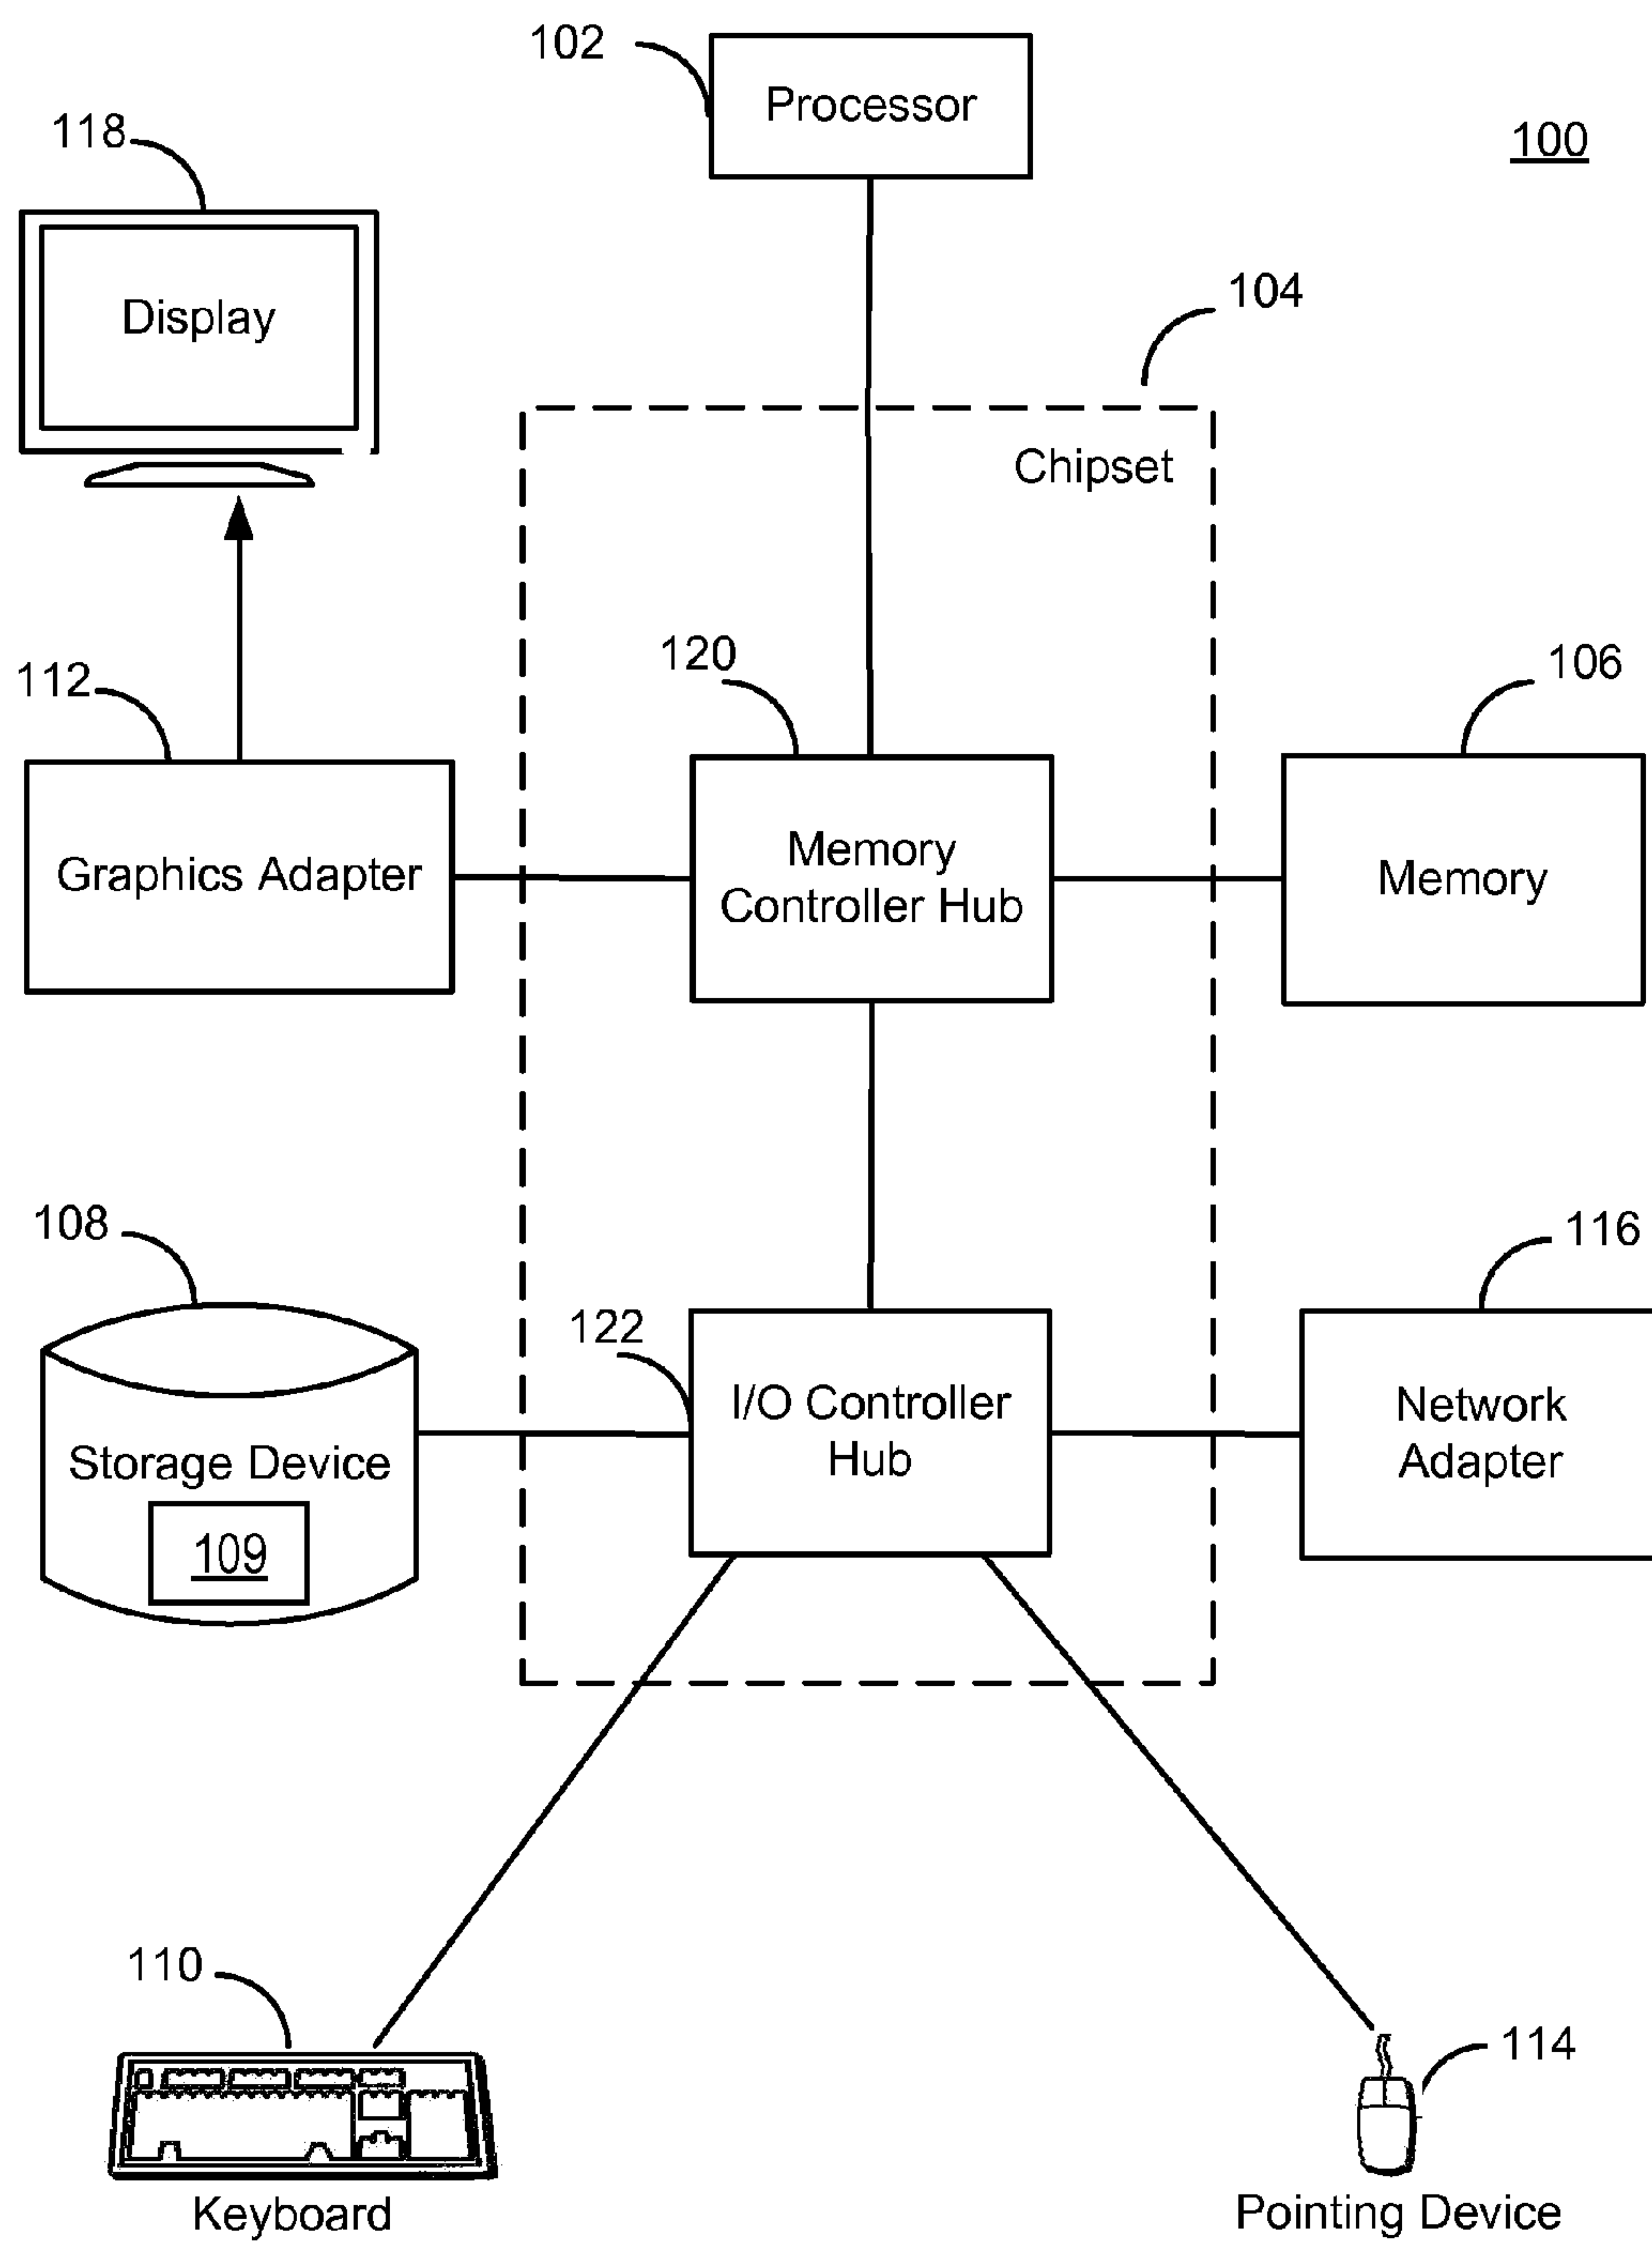 102
Processor
100
118
Display
104
Chipset
112
Graphics Adapter
120
Memory
Controller Hub
106
Memory
108
Storage Device
109
122
I/O Controller
Hub
116
Network
Adapter
110
Keyboard
114
Pointing Device